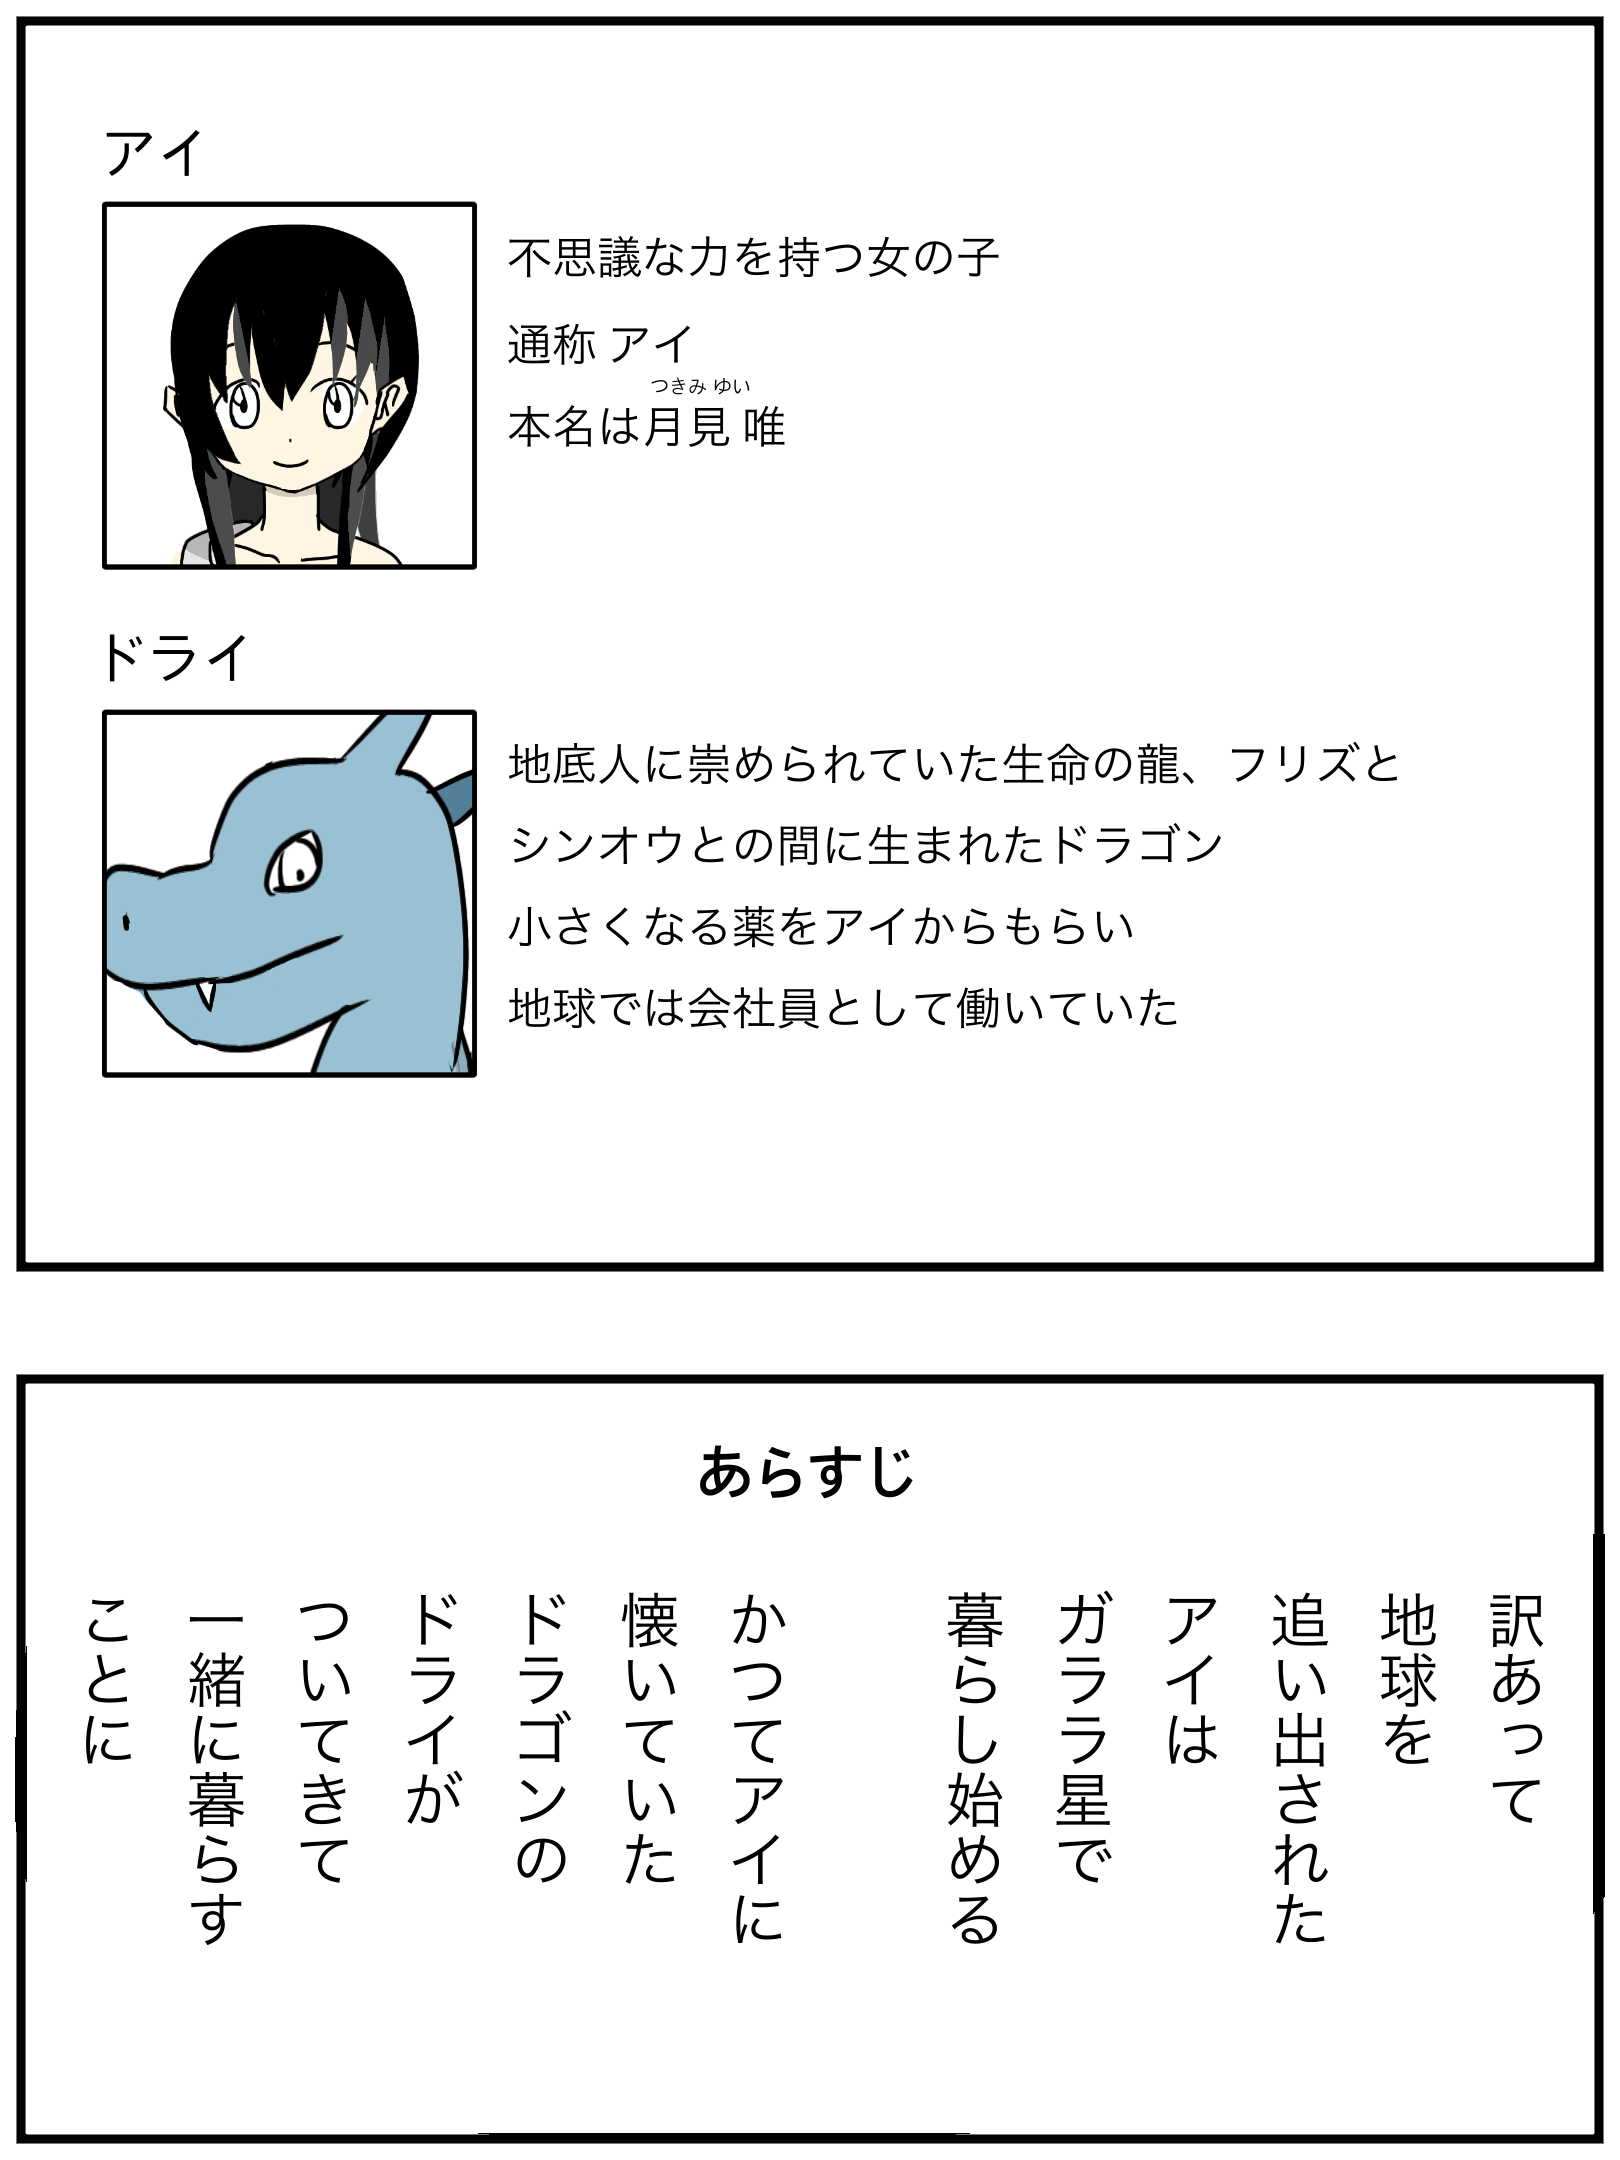 アイ
不思議な力を持つ女の子
通称 アイ
つきみ ゆい
本名は月見 唯
ドライ
地底人に崇められていた生命の龍、フリズと
シンオウとの間に生まれたドラゴン
小さくなる薬をアイからもらい
地球では会社員として働いていた
あらすじ
訳あって
地球を
追い出された
アイは
ガララ星で
暮らし始める
かつてアイに
懐いていた
ドラゴンの
ドライが
ついてきて
一緒に暮らす
ことに